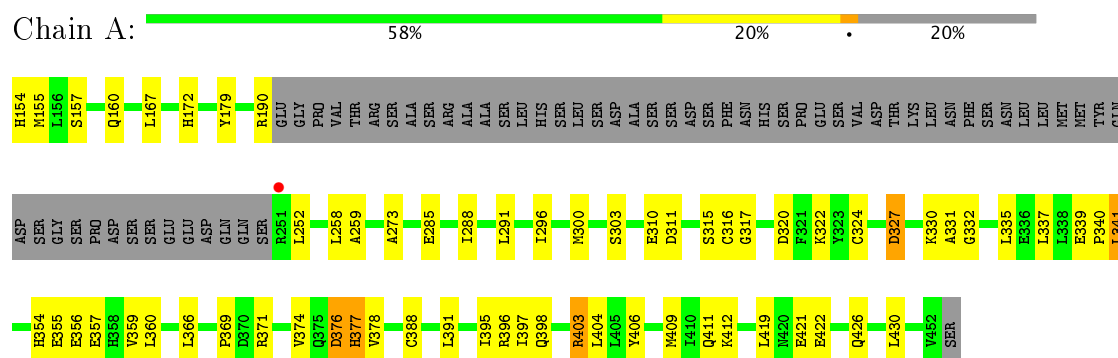 Chain A:
58% 20% • 20%
H154 M155 L156 S157 Q160 L167 H172 Y179 R190 GLU GLY PRO VAL THR ARG SER ALA SER ARG ALA ALA SER LEU HIS SER LEU SER ASP ALA SER SER ASP SER PHE ASN HIS SER PRO GLU SER VAL ASP THR LYS LEU ASN PHE SER ASN LEU LEU MET MET TYR GLN
ASP SER GLY SER PRO ASP SER SER GLU GLU ASP GLN GLN SER R251 L252 L258 A259 A273 E285 I288 L291 I296 M300 S303 E310 D311 S315 C316 G317 D320 F321 K322 Y323 C324 D327 K330 A331 G332 L335 E336 L337 L338 E339 P340 L341
H354 E355 E356 E357 H358 V359 L360 L366 P369 D370 R371 V374 Q375 D376 H377 V378 C388 L391 I395 R396 I397 Q398 R403 L404 L405 Y406 M409 I410 Q411 K412 L419 N420 E421 E422 Q426 L430 V452 SER